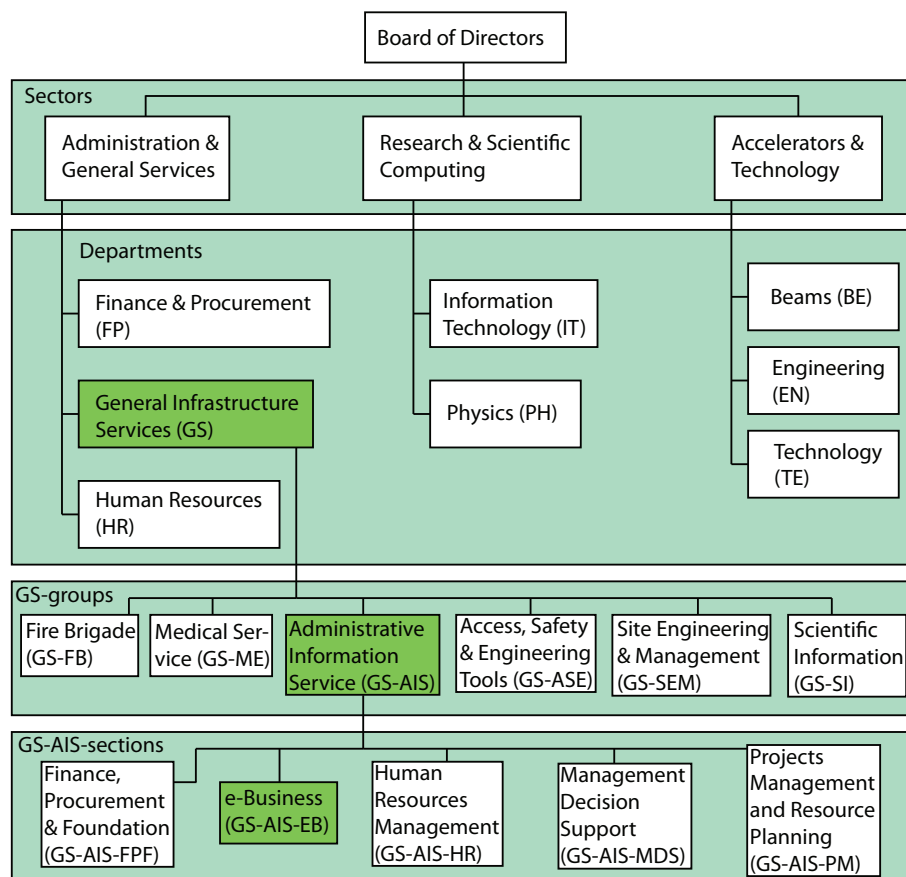 Board of Directors
Sectors
Administration &
General Services
Research & Scientific
Computing
Accelerators &
Technology
Departments
Finance & Procurement
(FP)
General Infrastructure
Services (GS)
Human Resources
(HR)
Information
Technology (IT)
Physics (PH)
Beams (BE)
Engineering
(EN)
Technology
(TE)
GS-groups
Fire Brigade
(GS-FB)
Medical Ser-
vice (GS-ME)
Administrative
Information
Service (GS-AIS)
Access, Safety
& Engineering
Tools (GS-ASE)
Site Engineering
& Management
(GS-SEM)
Scientific
Information
(GS-SI)
GS-AIS-sections
Finance,
Procurement
& Foundation
(GS-AIS-FPF)
e-Business
(GS-AIS-EB)
Human
Resources
Management
(GS-AIS-HR)
Management
Decision
Support
(GS-AIS-MDS)
Projects
Management
and Resource
Planning
(GS-AIS-PM)